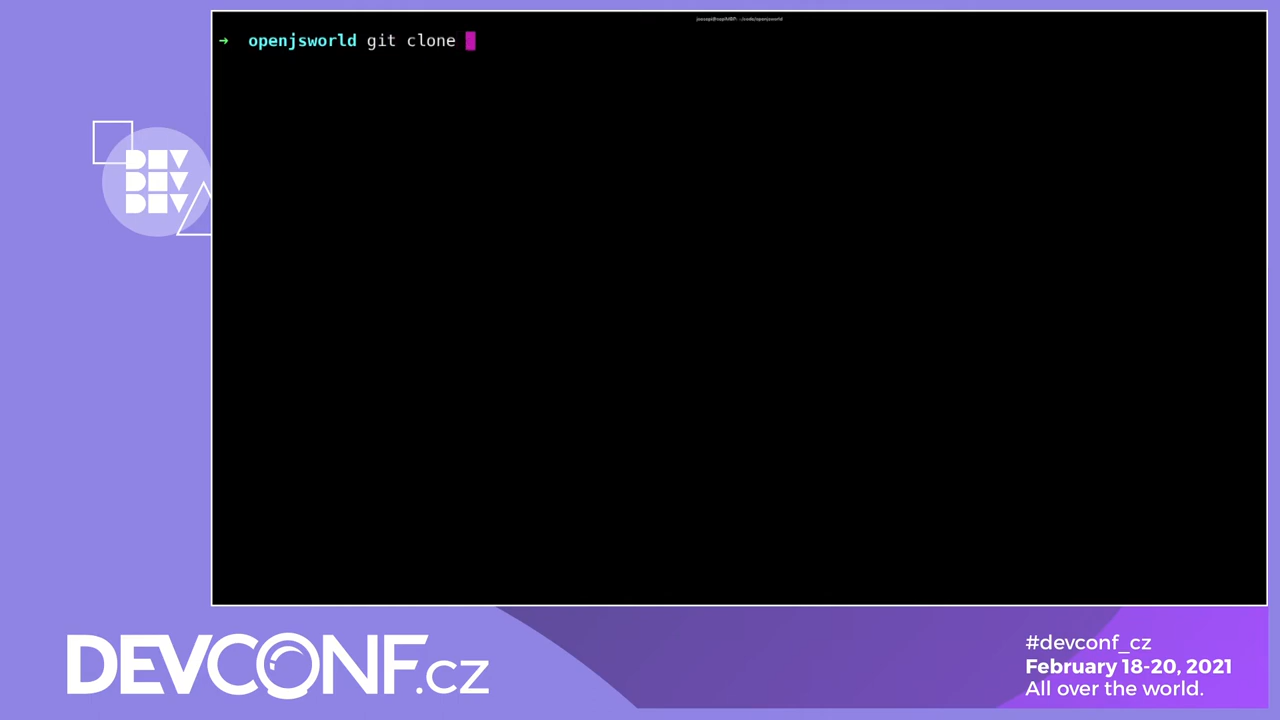 ➜ openjsworld git clone
DEV
DEV
DEV
DEVCONF.cz
#devconf_cz
February 18-20, 2021
All over the world.